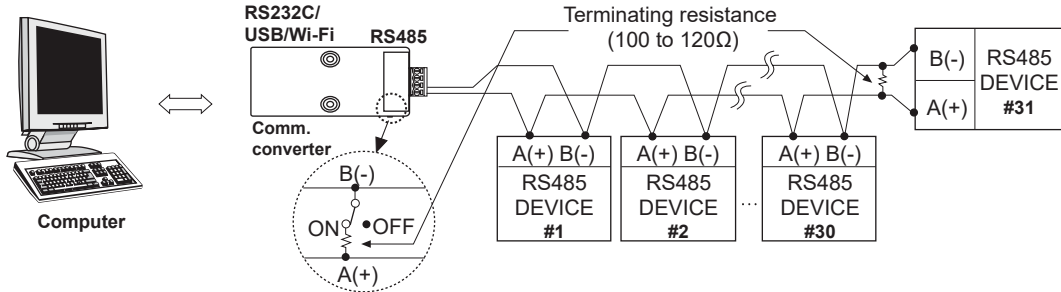 RS232C/
USB/Wi-Fi
RS485
Terminating resistance
(100 to 120Ω)
Comm.
converter
Computer
B(-)
ON
OFF
A(+)
A(+) B(-)
RS485
DEVICE
#1
A(+) B(-)
RS485
DEVICE
#2
...
A(+) B(-)
RS485
DEVICE
#30
B(-)
A(+)
RS485
DEVICE
#31